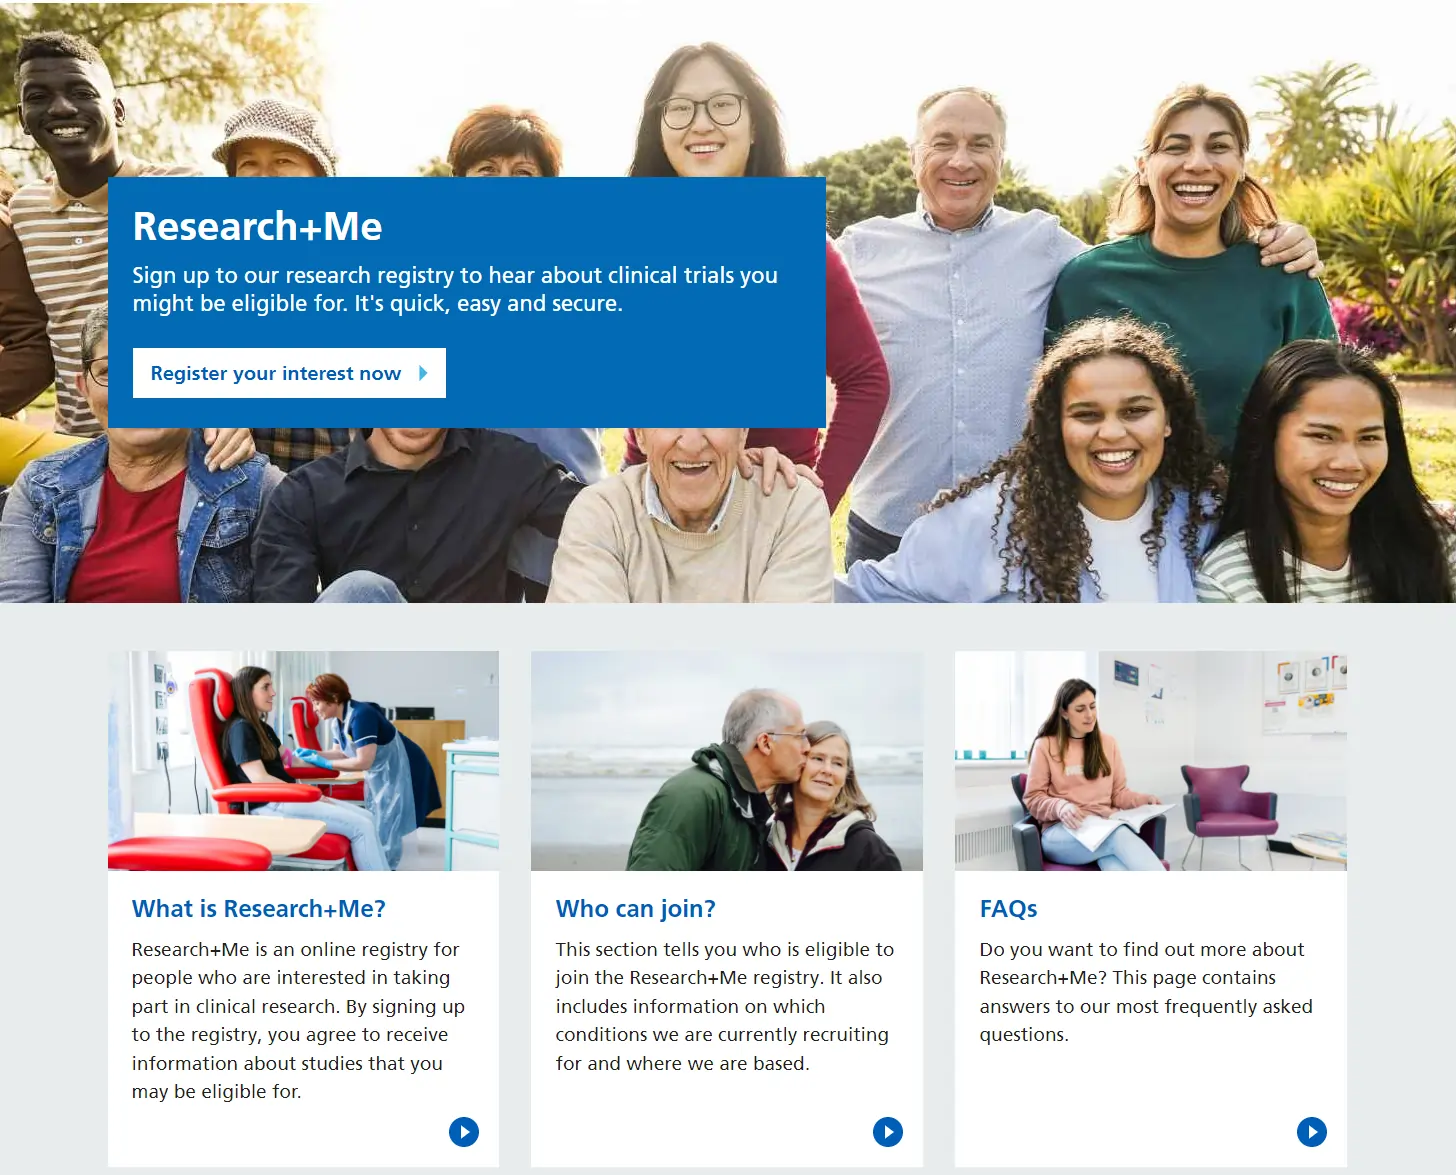 Research+Me
Sign up to our research registry to hear about clinical trials you
might be eligible for. It's quick, easy and secure.
Register your interest now
What is Research+Me?
Research+Me is an online registry for
people who are interested in taking
part in clinical research. By signing up
to the registry, you agree to receive
information about studies that you
may be eligible for.
Who can join?
This section tells you who is eligible to
join the Research+Me registry. It also
includes information on which
conditions we are currently recruiting
for and where we are based.
FAQs
Do you want to find out more about
Research+Me? This page contains
answers to our most frequently asked
questions.